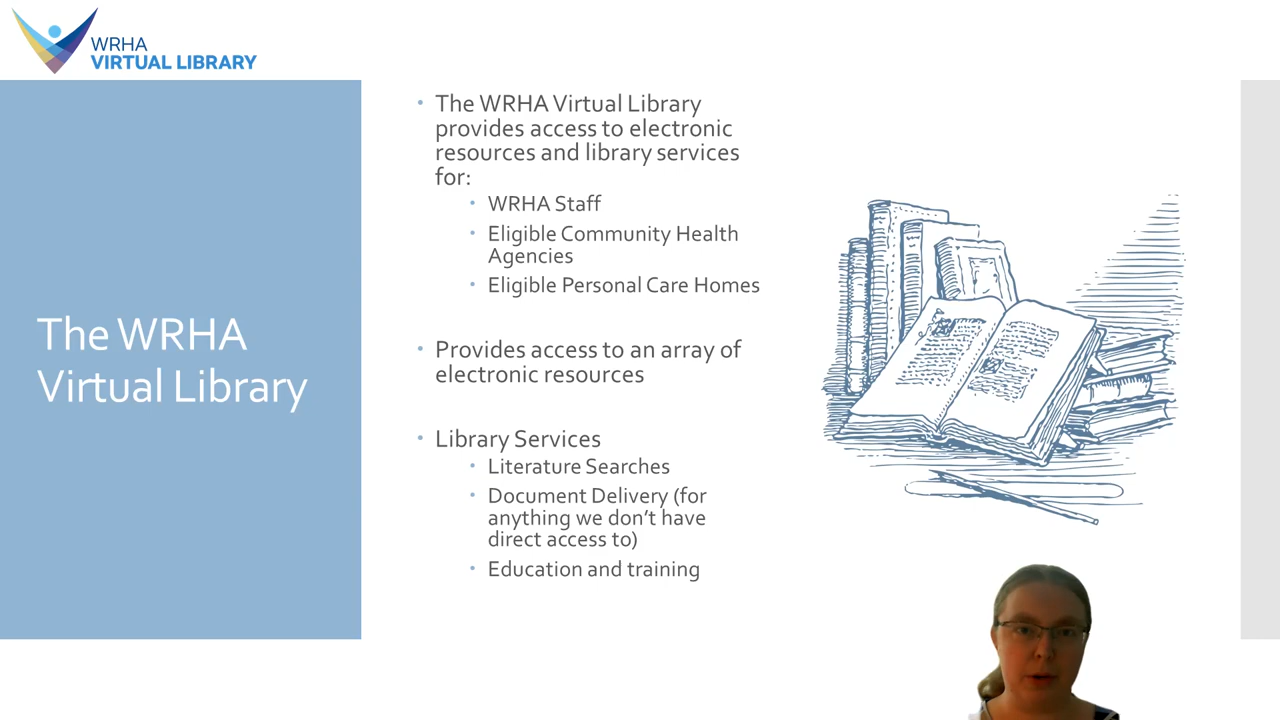 WRHA
VIRTUAL LIBRARY
The WRHA
Virtual Library
• The WRHA Virtual Library
provides access to electronic
resources and library services
for:
• WRHA Staff
• Eligible Community Health
Agencies
• Eligible Personal Care Homes
• Provides access to an array of
electronic resources
• Library Services
• Literature Searches
• Document Delivery (for
anything we don’t have
direct access to)
• Education and training